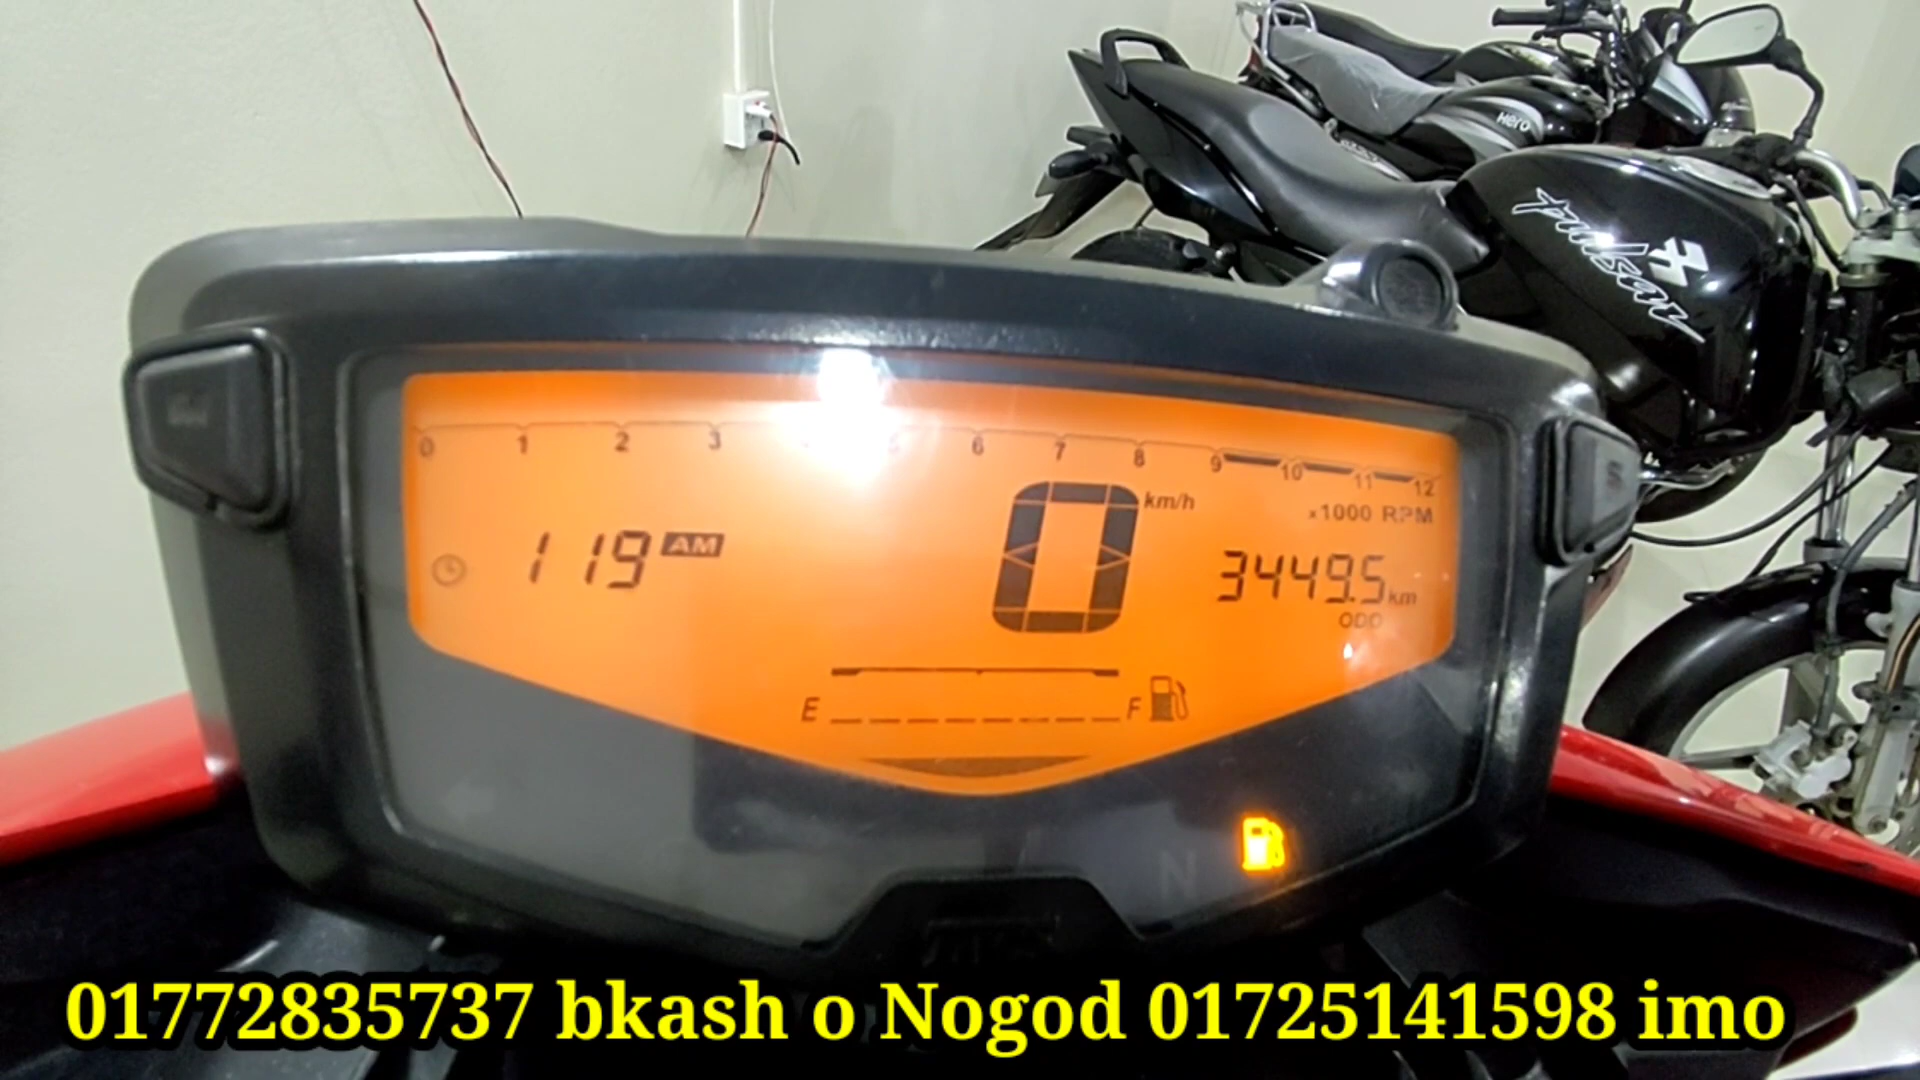 Hero
pulsar
0 1 2 3 5 6 7 8 9 10 11 12
x1000 RPM
0 km/h
119 AM
3449.5 km
ODO
E F
N
01772835737 bkash o Nogod 01725141598 imo